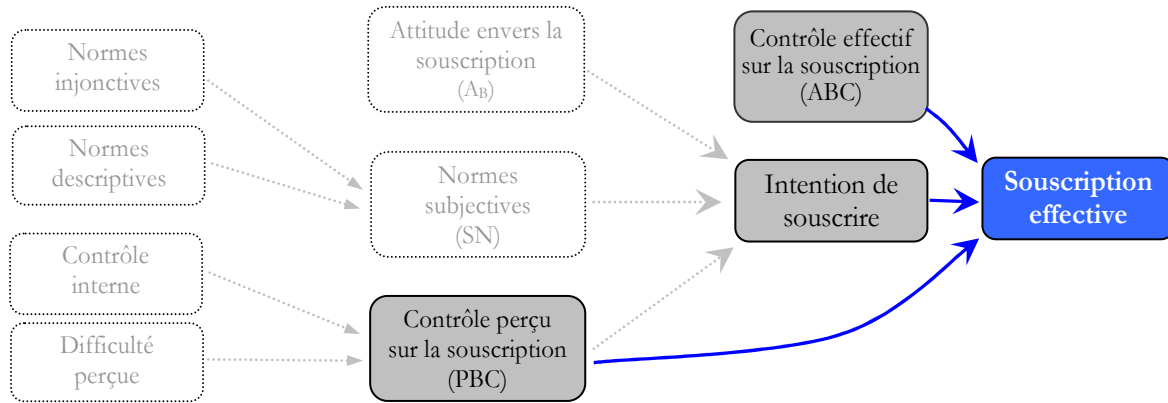 Normes
injonctives
Normes
descriptives
Contrôle
interne
Difficulté
perçue
Attitude envers la
souscription
(AB)
Normes
subjectives
(SN)
Contrôle perçu
sur la souscription
(PBC)
Contrôle effectif
sur la souscription
(ABC)
Intention de
souscrire
Souscription
effective